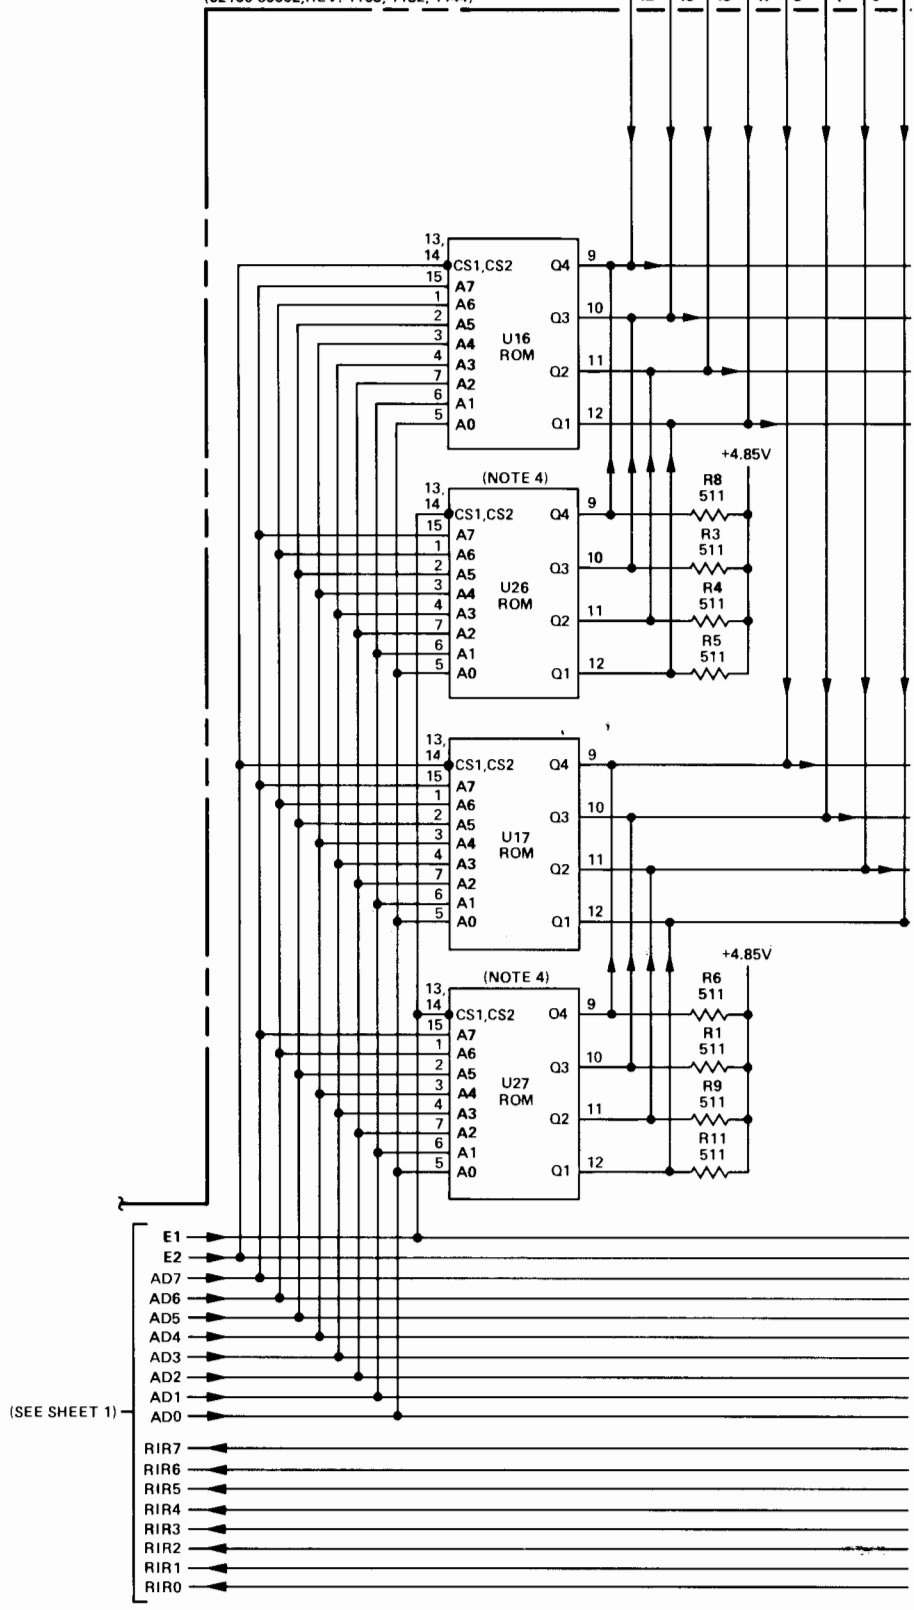 13,
14 CS1,CS2 Q4 9
15 A7
1 A6
2 A5 Q3 10
3 A4 U16
4 A3 ROM
7 A2 Q2 11
6 A1
5 A0 Q1 12
+4.85V
(NOTE 4)
13,
14 CS1,CS2 Q4 9 R8 511
15 A7
1 A6
2 A5 Q3 10 R3 511
3 A4 U26
4 A3 ROM
7 A2 Q2 11 R4 511
6 A1
5 A0 Q1 12 R5 511
13,
14 CS1,CS2 Q4 9
15 A7
1 A6
2 A5 Q3 10
3 A4 U17
4 A3 ROM
7 A2 Q2 11
6 A1
5 A0 Q1 12
+4.85V
(NOTE 4)
13,
14 CS1,CS2 O4 9 R6 511
15 A7
1 A6
2 A5 Q3 10 R1 511
3 A4 U27
4 A3 ROM
7 A2 Q2 11 R9 511
6 A1
5 A0 Q1 12 R11 511
E1
E2
AD7
AD6
AD5
AD4
AD3
AD2
AD1
(SEE SHEET 1) AD0
RIR7
RIR6
RIR5
RIR4
RIR3
RIR2
RIR1
RIR0